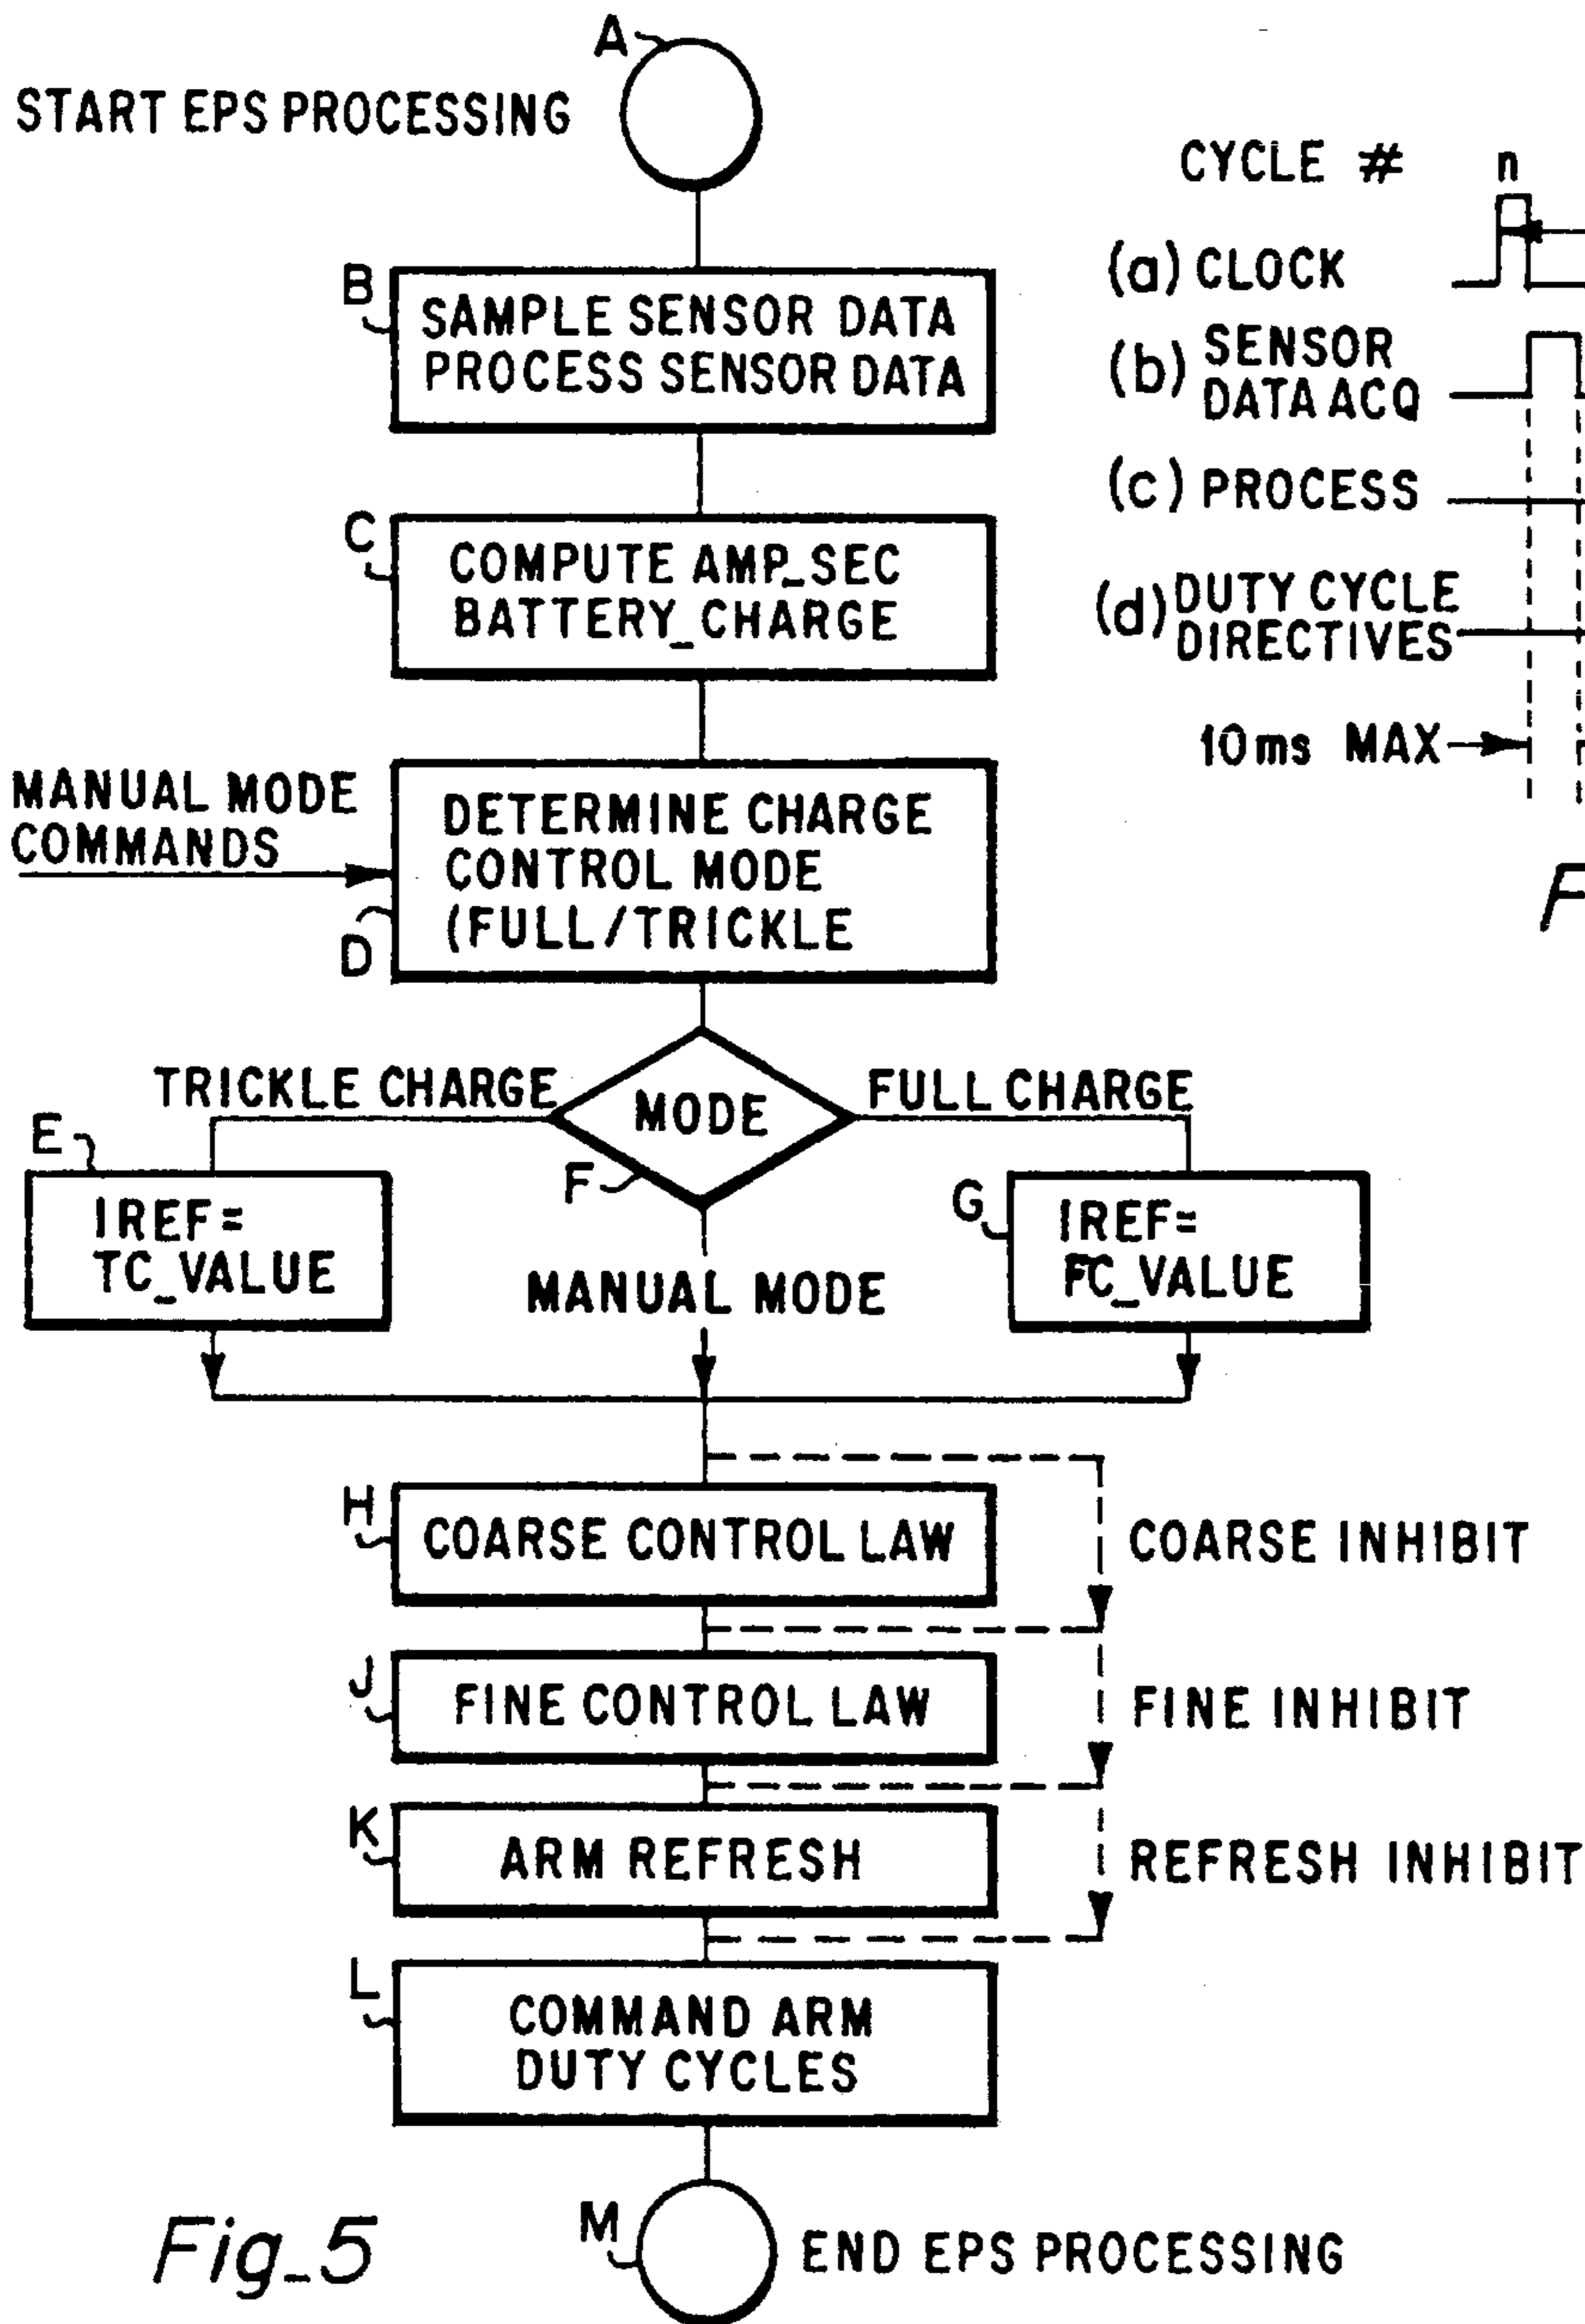 A
START EPS PROCESSING
B
SAMPLE SENSOR DATA
PROCESS SENSOR DATA
C
COMPUTE AMP_SEC
BATTERY_CHARGE
MANUAL MODE
COMMANDS
DETERMINE CHARGE
CONTROL MODE
(FULL/TRICKLE
D
TRICKLE CHARGE
MODE
FULL CHARGE
F
E
IREF=
TC_VALUE
MANUAL MODE
G
IREF=
FC_VALUE
H
COARSE CONTROL LAW
COARSE INHIBIT
J
FINE CONTROL LAW
FINE INHIBIT
K
ARM REFRESH
REFRESH INHIBIT
L
COMMAND ARM
DUTY CYCLES
M
END EPS PROCESSING
Fig_5
CYCLE # n
(a) CLOCK
(b) SENSOR
DATA ACQ
(c) PROCESS
(d) DUTY CYCLE
DIRECTIVES
10ms MAX
F